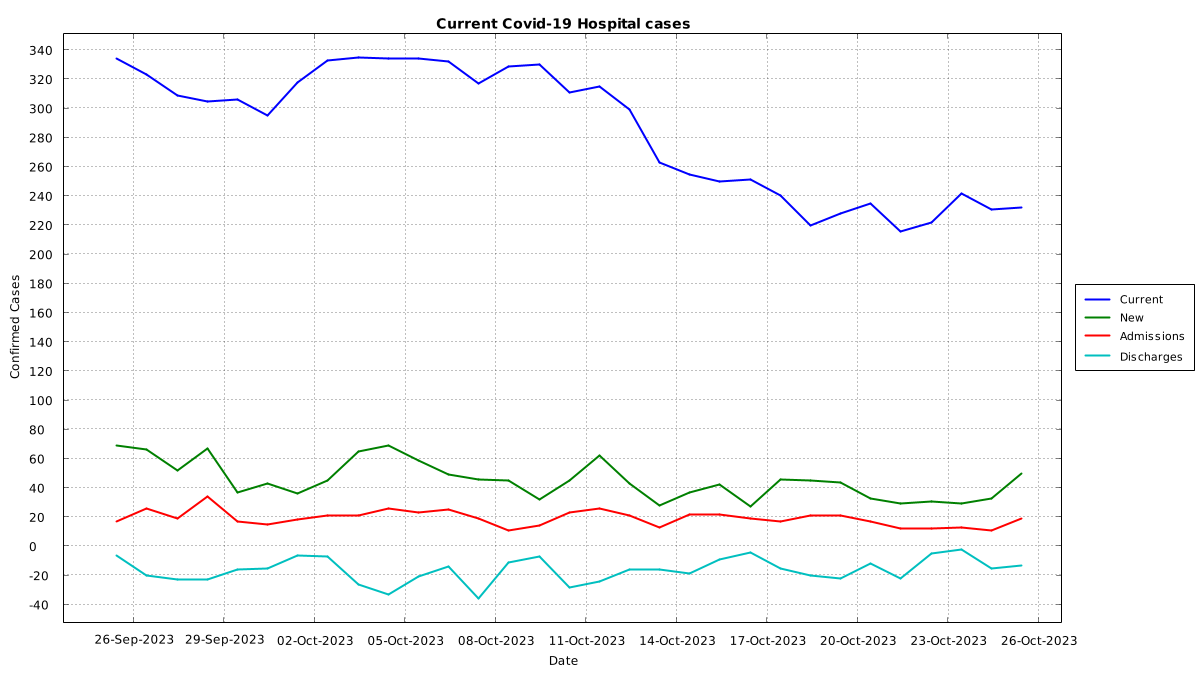 Current Covid-19 Hospital cases
Confirmed Cases
340
320
300
280
260
240
220
200
180
160
140
120
100
80
60
40
20
0
-20
-40
26-Sep-2023 29-Sep-2023 02-Oct-2023 05-Oct-2023 08-Oct-2023 11-Oct-2023 14-Oct-2023 17-Oct-2023 20-Oct-2023 23-Oct-2023 26-Oct-2023
Date
Current
New
Admissions
Discharges